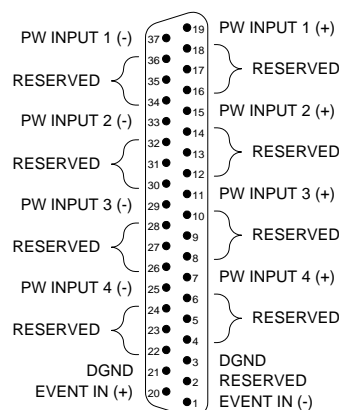 PW INPUT 1 (-)
37
19
PW INPUT 1 (+)
36
18
RESERVED
35
17
RESERVED
34
16
PW INPUT 2 (-)
33
15
PW INPUT 2 (+)
32
14
RESERVED
31
13
RESERVED
30
12
PW INPUT 3 (-)
29
11
PW INPUT 3 (+)
28
10
RESERVED
27
9
RESERVED
26
8
PW INPUT 4 (-)
25
7
PW INPUT 4 (+)
24
6
RESERVED
23
5
RESERVED
22
4
DGND
21
3
DGND
EVENT IN (+)
20
2
RESERVED
1
EVENT IN (-)